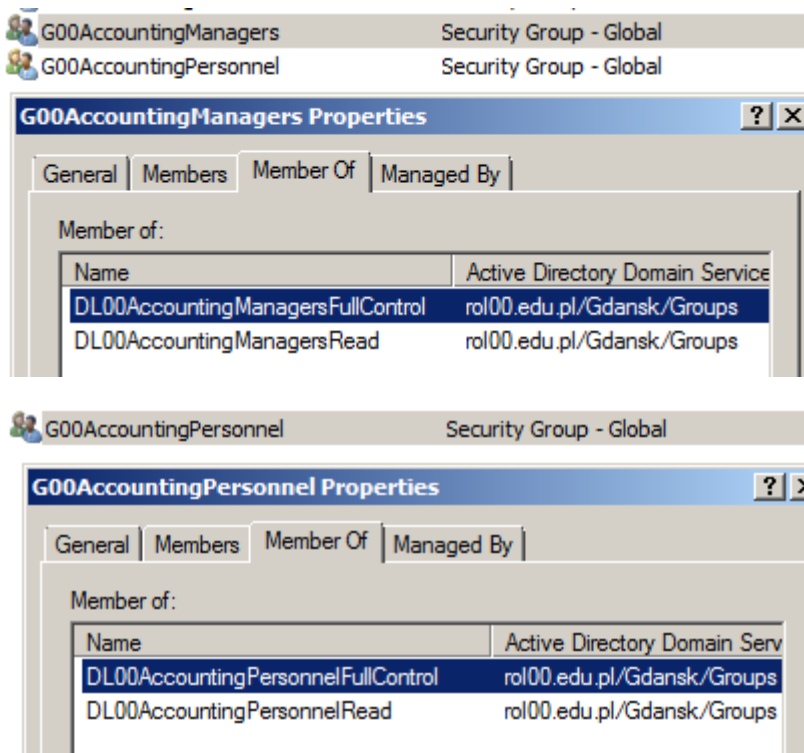 G00AccountingManagers Security Group - Global
G00AccountingPersonnel Security Group - Global
G00AccountingManagers Properties ? X
General Members Member Of Managed By
Member of:
Name Active Directory Domain Service
DL00AccountingManagersFullControl rol00.edu.pl/Gdansk/Groups
DL00AccountingManagersRead rol00.edu.pl/Gdansk/Groups
G00AccountingPersonnel Security Group - Global
G00AccountingPersonnel Properties ?
General Members Member Of Managed By
Member of:
Name Active Directory Domain Serv
DL00AccountingPersonnelFullControl rol00.edu.pl/Gdansk/Groups
DL00AccountingPersonnelRead rol00.edu.pl/Gdansk/Groups